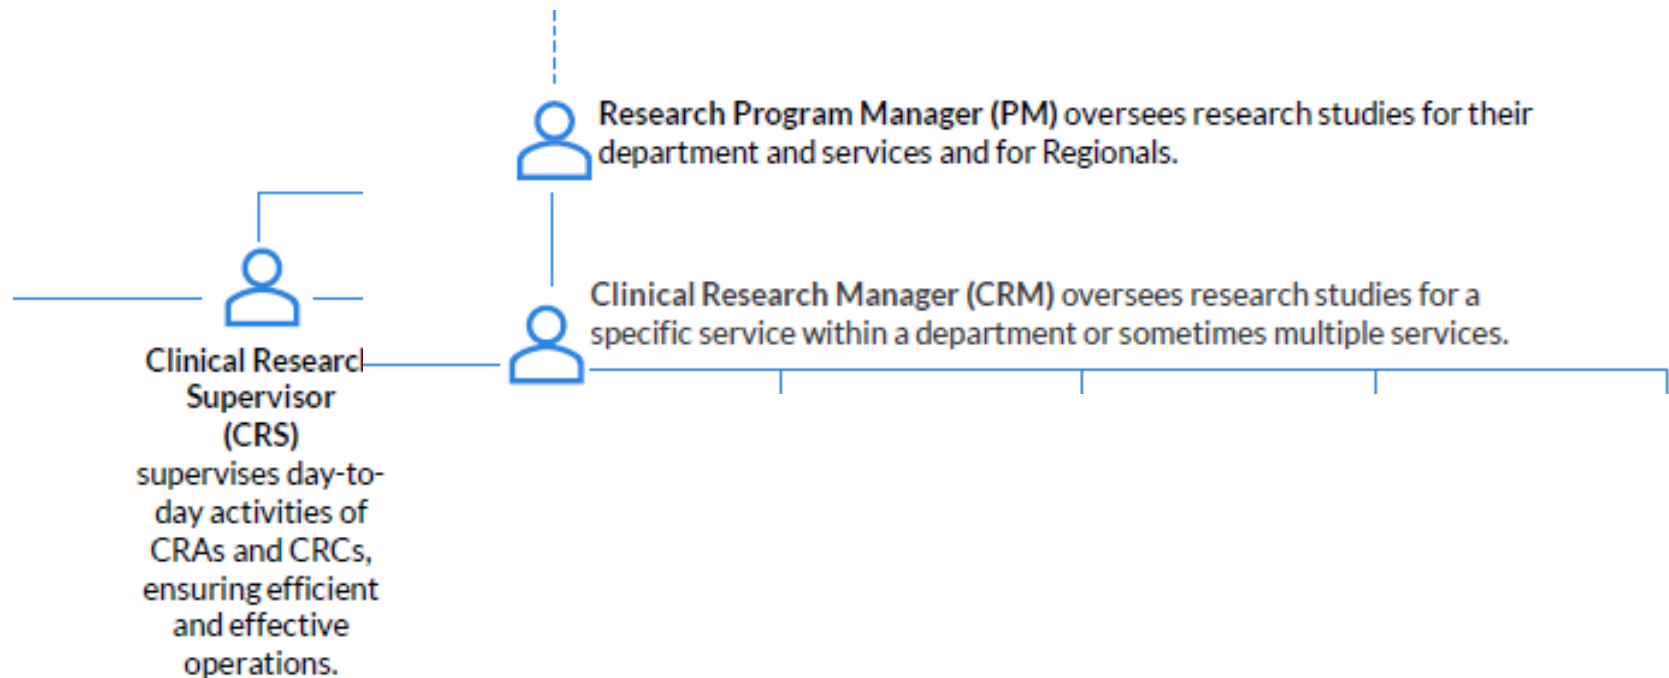 Research Program Manager (PM) oversees research studies for their
department and services and for Regionals.
Clinical Research Manager (CRM) oversees research studies for a
specific service within a department or sometimes multiple services.
Clinical Research
Supervisor
(CRS)
supervises day-to-
day activities of
CRAs and CRCs,
ensuring efficient
and effective
operations.